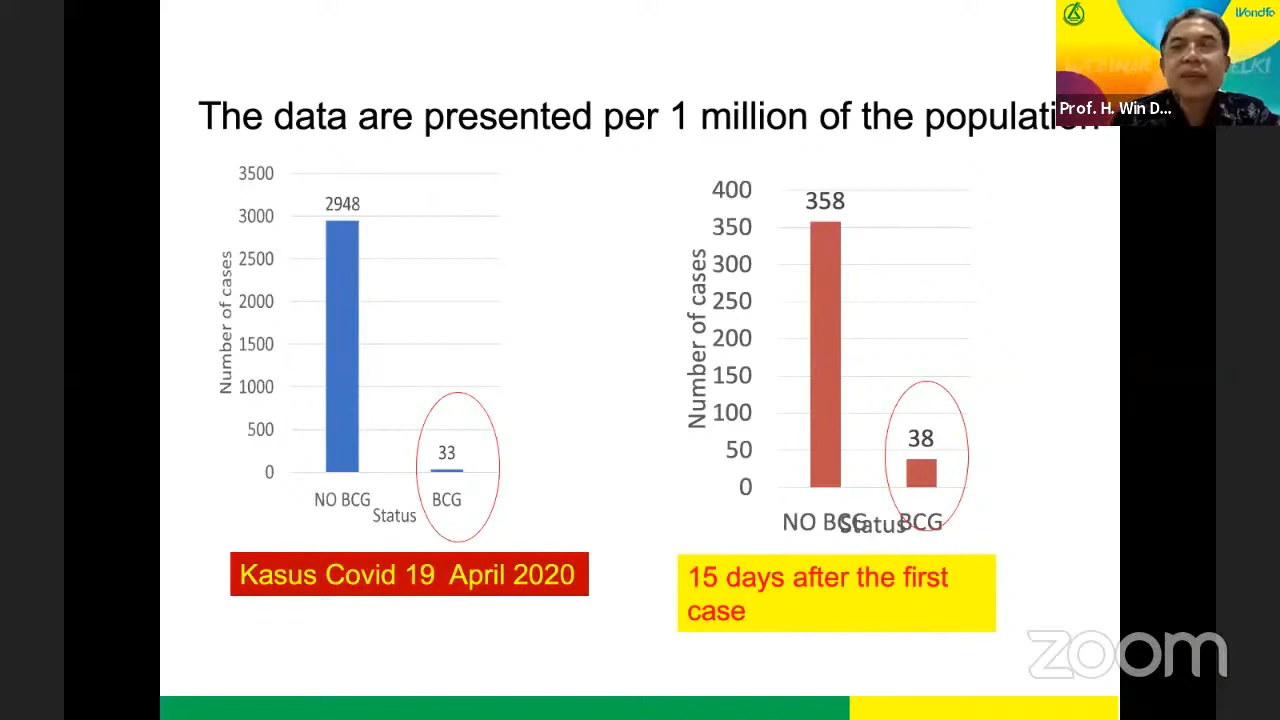 Wondfo
WEBINAR
ELKI
Prof. H. Win D...
The data are presented per 1 million of the population
3500
3000
2500
2000
1500
1000
500
0
Number of cases
2948
33
NO BCG
BCG
Status
400
350
300
250
200
150
100
50
0
Number of cases
358
38
NO BCG
BCG
Status
Kasus Covid 19 April 2020
15 days after the first
case
zoom